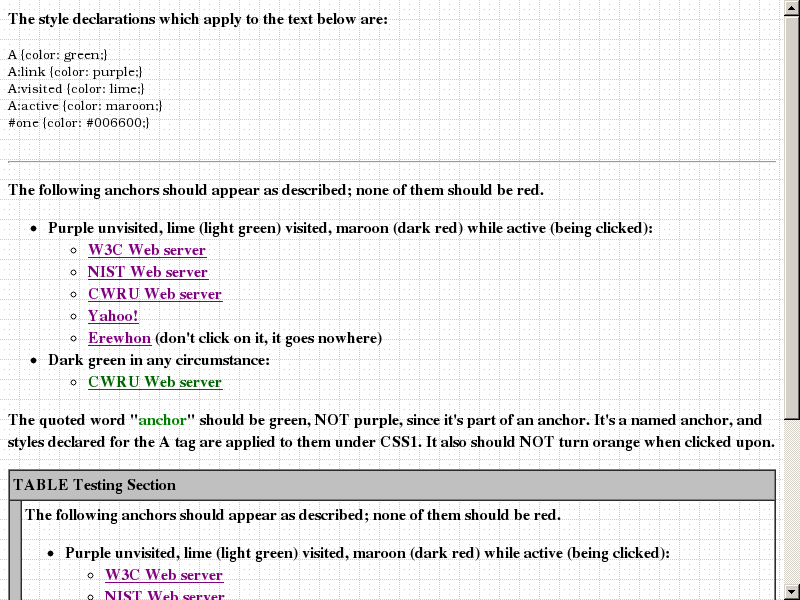 The style declarations which apply to the text below are:
A {color: green;}
A:link {color: purple;}
A:visited {color: lime;}
A:active {color: maroon;}
#one {color: #006600;}
The following anchors should appear as described; none of them should be red.
Purple unvisited, lime (light green) visited, maroon (dark red) while active (being clicked):
W3C Web server
NIST Web server
CWRU Web server
Yahoo!
Erewhon (don't click on it, it goes nowhere)
Dark green in any circumstance:
CWRU Web server
The quoted word "anchor" should be green, NOT purple, since it's part of an anchor. It's a named anchor, and
styles declared for the A tag are applied to them under CSS1. It also should NOT turn orange when clicked upon.
TABLE Testing Section
The following anchors should appear as described; none of them should be red.
Purple unvisited, lime (light green) visited, maroon (dark red) while active (being clicked):
W3C Web server
NIST Web server